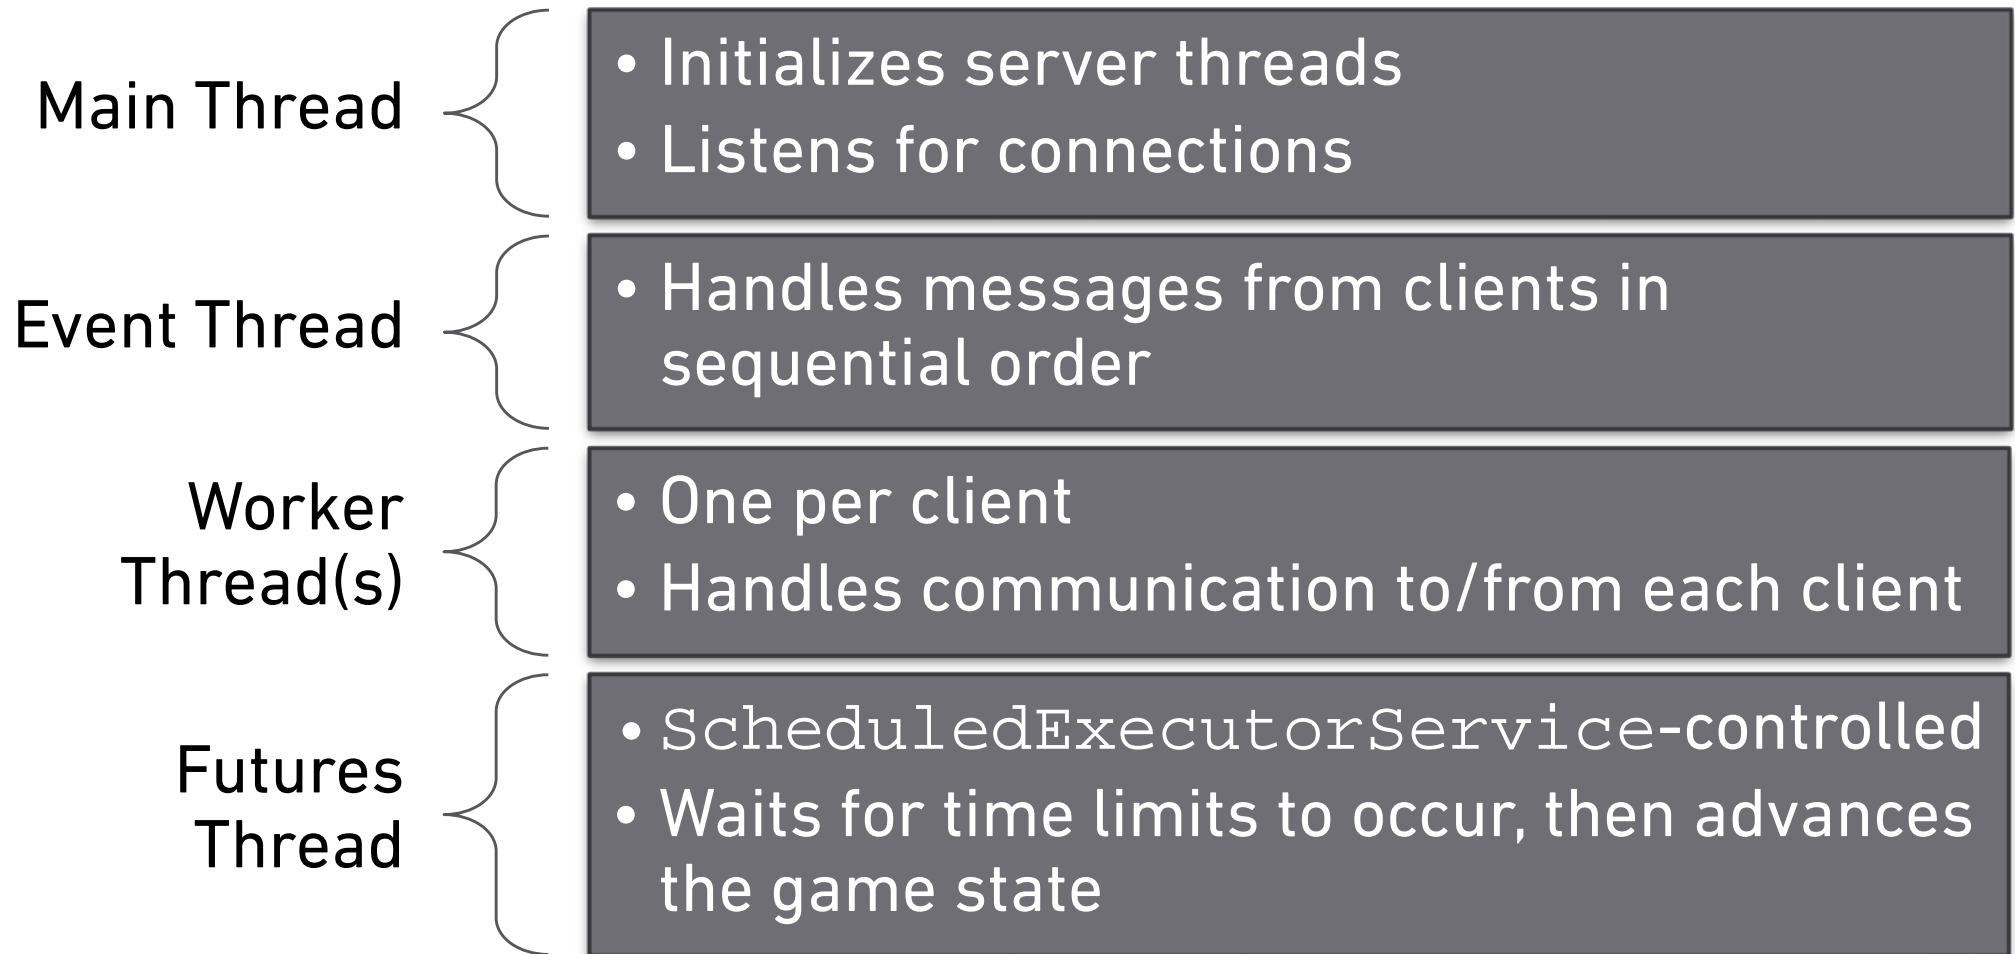 Main Thread
• Initializes server threads
• Listens for connections
Event Thread
• Handles messages from clients in
sequential order
Worker
Thread(s)
• One per client
• Handles communication to/from each client
Futures
Thread
• ScheduledExecutorService-controlled
• Waits for time limits to occur, then advances
the game state